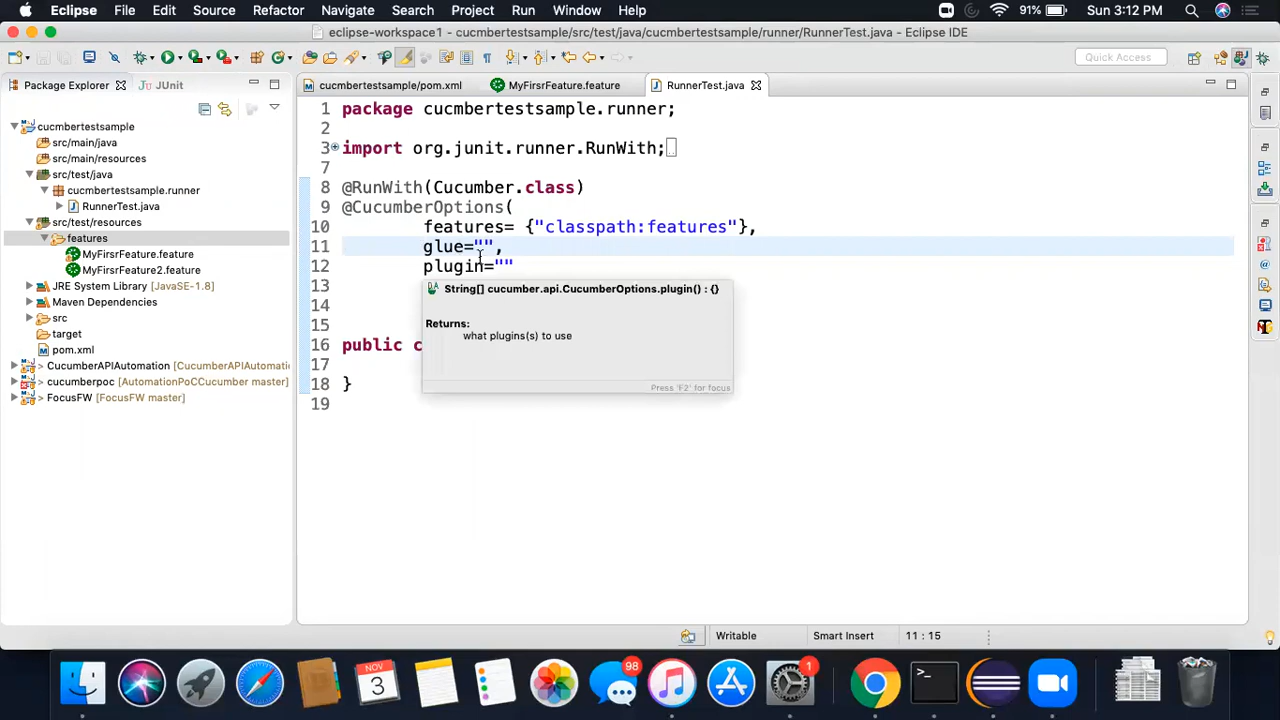 Eclipse File Edit Source Refactor Navigate Search Project Run Window Help 91% Sun 3:12 PM
eclipse-workspace1 - cucmbertestsample/src/test/java/cucmbertestsample/runner/RunnerTest.java - Eclipse IDE
Quick Access
Package Explorer JUnit
cucmbertestsample/pom.xml MyFirsrFeature.feature RunnerTest.java
cucmbertestsample
src/main/java
src/main/resources
src/test/java
cucmbertestsample.runner
RunnerTest.java
src/test/resources
features
MyFirsrFeature.feature
MyFirsrFeature2.feature
JRE System Library [JavaSE-1.8]
Maven Dependencies
src
target
pom.xml
CucumberAPIAutomation [CucumberAPIAutomati
cucumberpoc [AutomationPoCCucumber master]
FocusFW [FocusFW master]
1 package cucmbertestsample.runner;
2
3 import org.junit.runner.RunWith;
7
8 @RunWith(Cucumber.class)
9 @CucumberOptions(
10 features= {"classpath:features"},
11 glue="",
12 plugin=""
13
14
15
16 public c
17
18 }
19
String[] cucumber.api.CucumberOptions.plugin() : {}
Returns:
what plugins(s) to use
Press 'F2' for focus
Writable Smart Insert 11 : 15
NOV
3
98
1